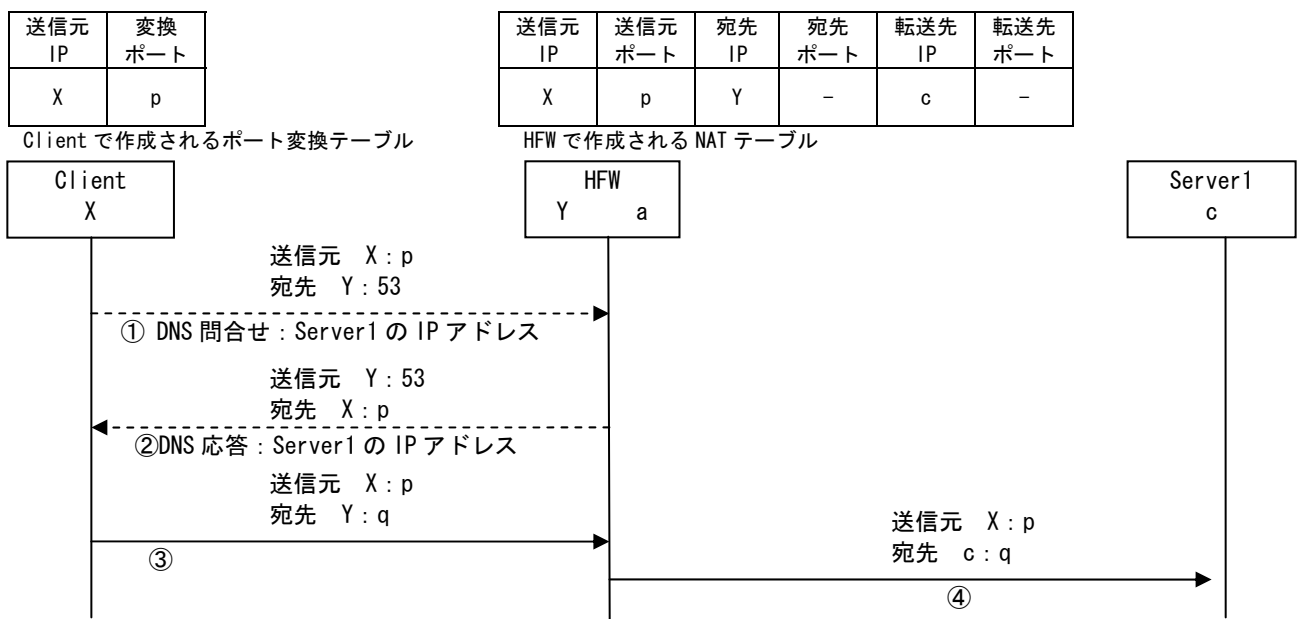 送信元 IP 変換 ポート
X p
Client で作成されるポート変換テーブル
送信元 IP 送信元 ポート 宛先 IP 宛先 ポート 転送先 IP 転送先 ポート
X p Y － c －
HFW で作成される NAT テーブル
Client
X
HFW
Y a
Server1
c
送信元 X：p
宛先 Y：53
① DNS 問合せ：Server1 の IP アドレス
送信元 Y：53
宛先 X：p
②DNS 応答：Server1 の IP アドレス
送信元 X：p
宛先 Y：q
③
送信元 X：p
宛先 c：q
④